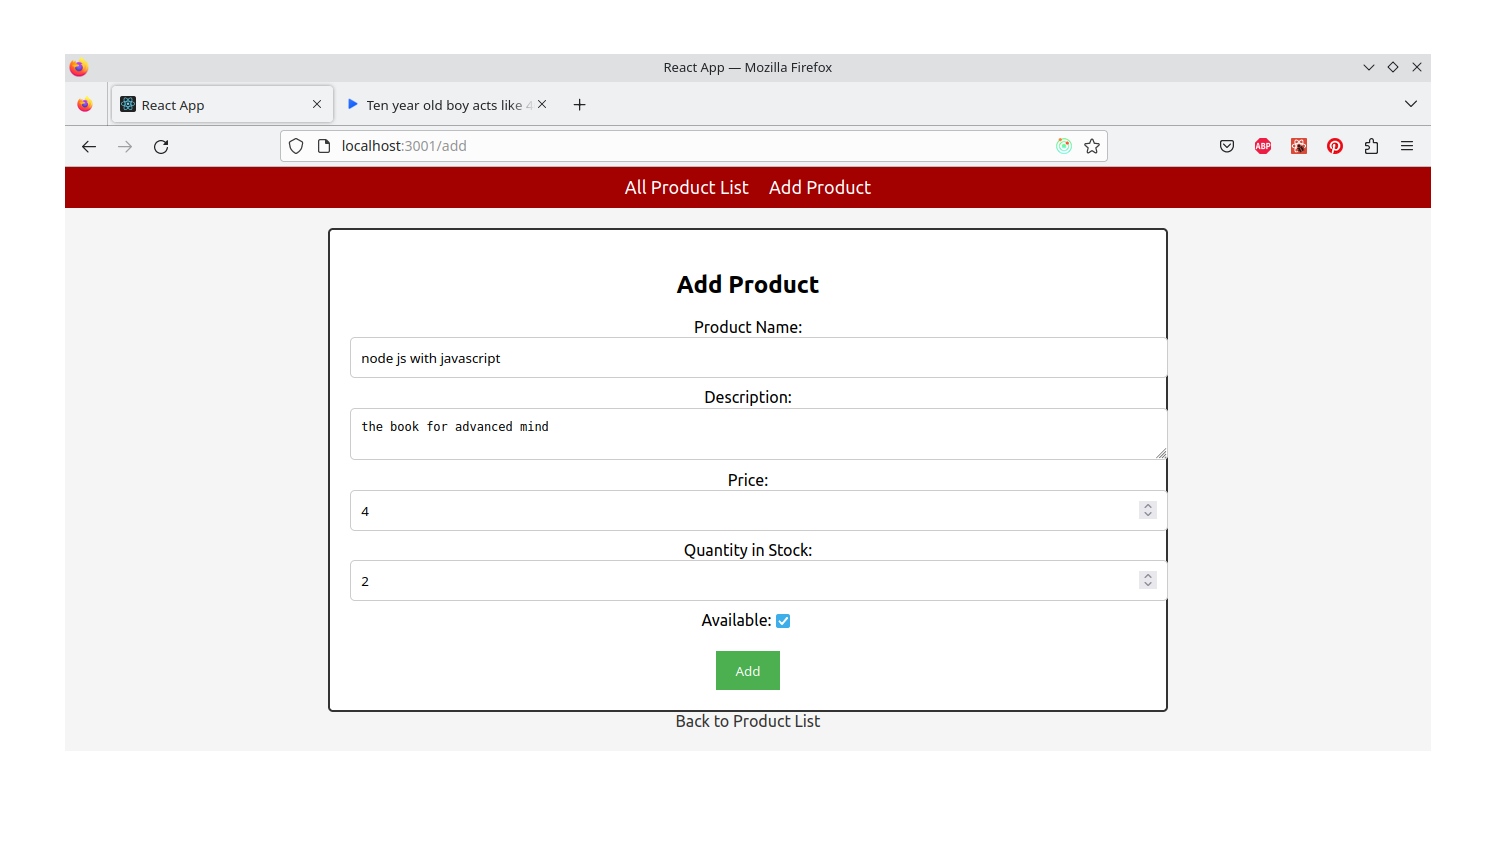 React App — Mozilla Firefox
React App
Ten year old boy acts like 4
localhost:3001/add
ABP
All Product List Add Product
Add Product
Product Name:
node js with javascript
Description:
the book for advanced mind
Price:
4
Quantity in Stock:
2
Available:
Add
Back to Product List